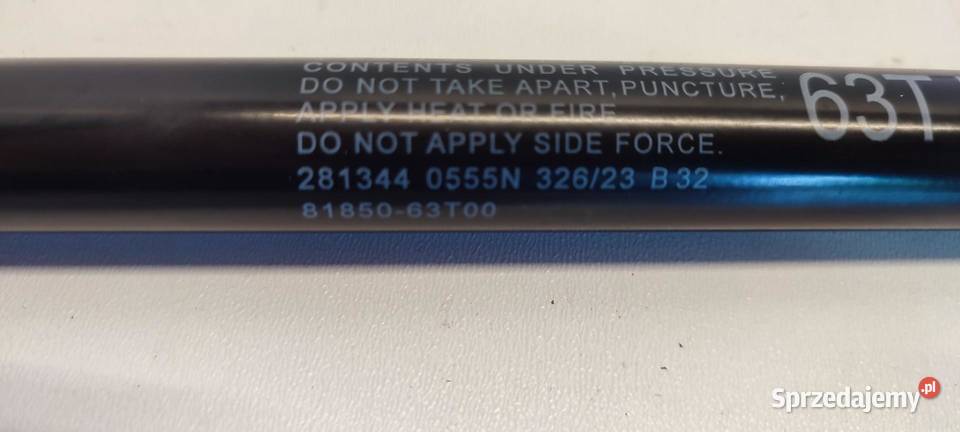 CONTENTS UNDER PRESSURE
DO NOT TAKE APART,PUNCTURE,
APPLY HEAT OR FIRE
DO NOT APPLY SIDE FORCE.
281344 0555N 326/23 B 32
81850-63T00
63T
Sprzedajemy.pl